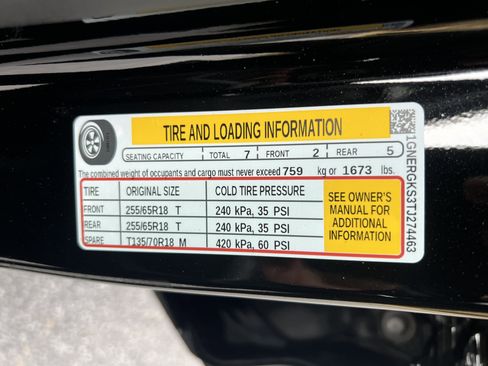 TIRE AND LOADING INFORMATION
SEATING CAPACITY TOTAL 7 FRONT 2 REAR 5
The combined weight of occupants and cargo must never exceed 759 kg or 1673 lbs.
TIRE ORIGINAL SIZE COLD TIRE PRESSURE
FRONT 255/65R18 T 240 kPa, 35 PSI
REAR 255/65R18 T 240 kPa, 35 PSI
SPARE T135/70R18 M 420 kPa, 60 PSI
SEE OWNER'S
MANUAL FOR
ADDITIONAL
INFORMATION
1GNERGKS3TJ274463